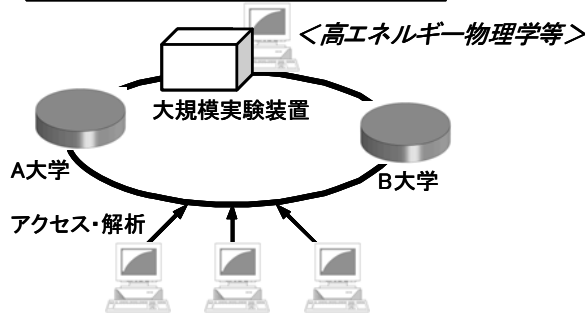 ＜高エネルギー物理学等＞
大規模実験装置
A大学
B大学
アクセス・解析